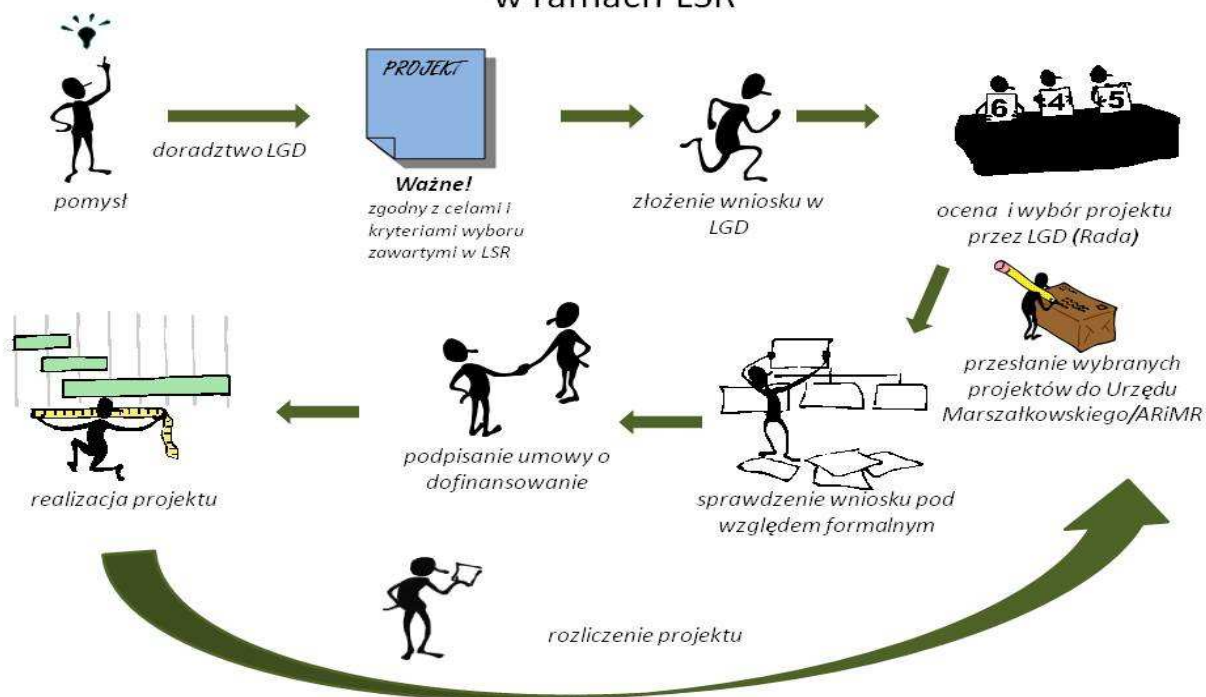 w ramach LSR
PROJEKT
6 4 5
doradztwo LGD
pomysł
Ważne!
zgodny z celami i
kryteriami wyboru
zawartymi w LSR
złożenie wniosku w
LGD
ocena i wybór projektu
przez LGD (Rada)
przesłanie wybranych
projektów do Urzędu
Marszałkowskiego/ARiMR
sprawdzenie wniosku pod
względem formalnym
podpisanie umowy o
dofinansowanie
realizacja projektu
rozliczenie projektu